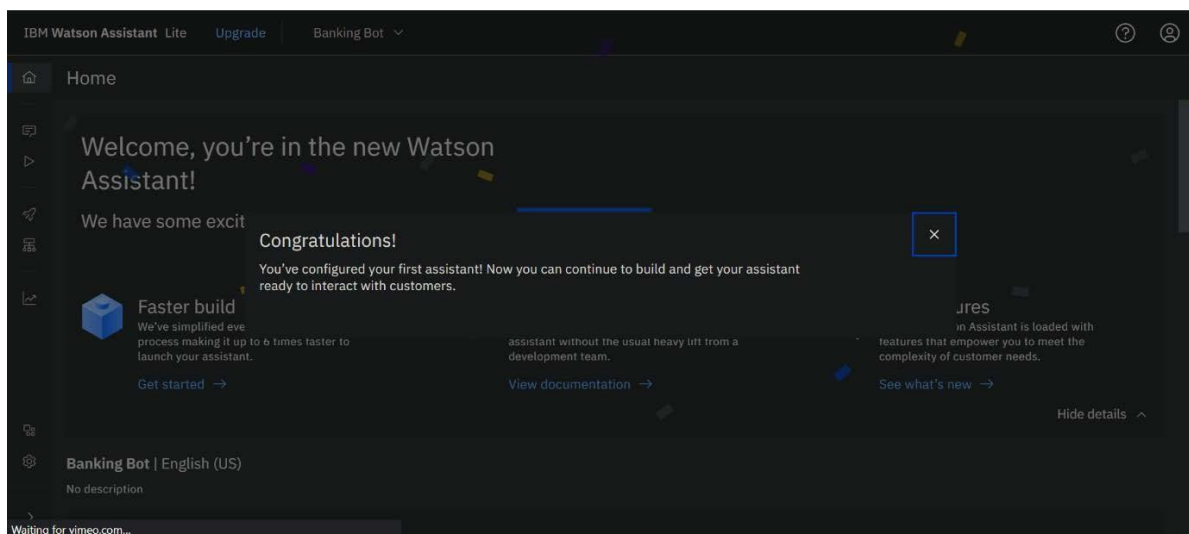 IBM Watson Assistant Lite Upgrade Banking Bot
Home
Welcome, you're in the new Watson
Assistant!
We have some excit
Congratulations!
You've configured your first assistant! Now you can continue to build and get your assistant
ready to interact with customers.
Faster build
We've simplified eve
process making it up to 6 times faster to
launch your assistant.
Get started →
assistant without the usual heavy lift from a
development team.
View documentation →
ures
on Assistant is loaded with
features that empower you to meet the
complexity of customer needs.
See what's new →
Hide details
Banking Bot | English (US)
No description
Waiting for vimeo.com...